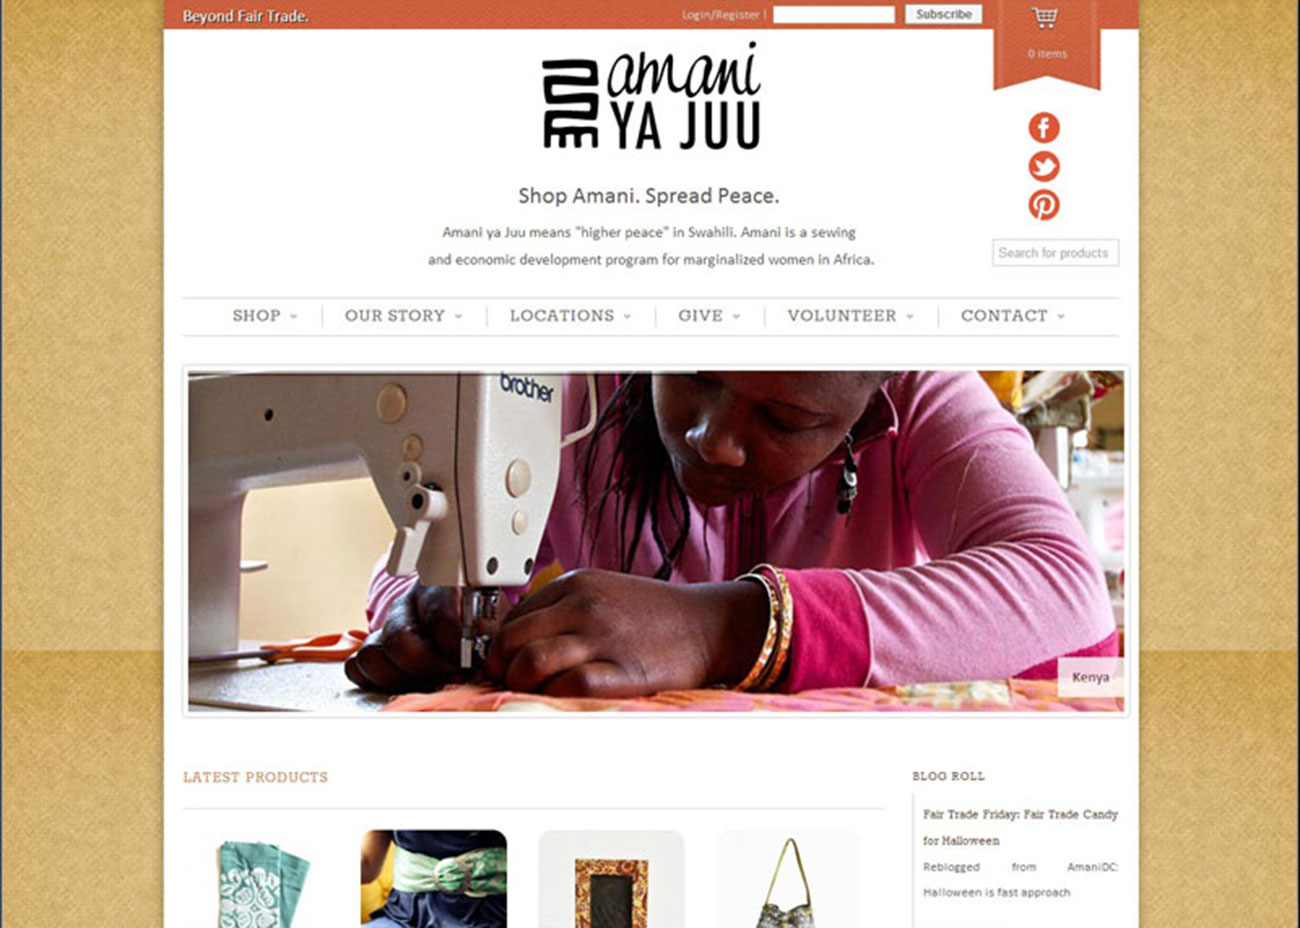 Beyond Fair Trade.
Login/Register |
Subscribe
0 items
amani
YA JUU
Shop Amani. Spread Peace.
Amani ya Juu means "higher peace" in Swahili. Amani is a sewing
and economic development program for marginalized women in Africa.
Search for products
SHOP
OUR STORY
LOCATIONS
GIVE
VOLUNTEER
CONTACT
brother
Kenya
LATEST PRODUCTS
BLOG ROLL
Fair Trade Friday: Fair Trade Candy
for Halloween
Reblogged from AmaniDC:
Halloween is fast approach